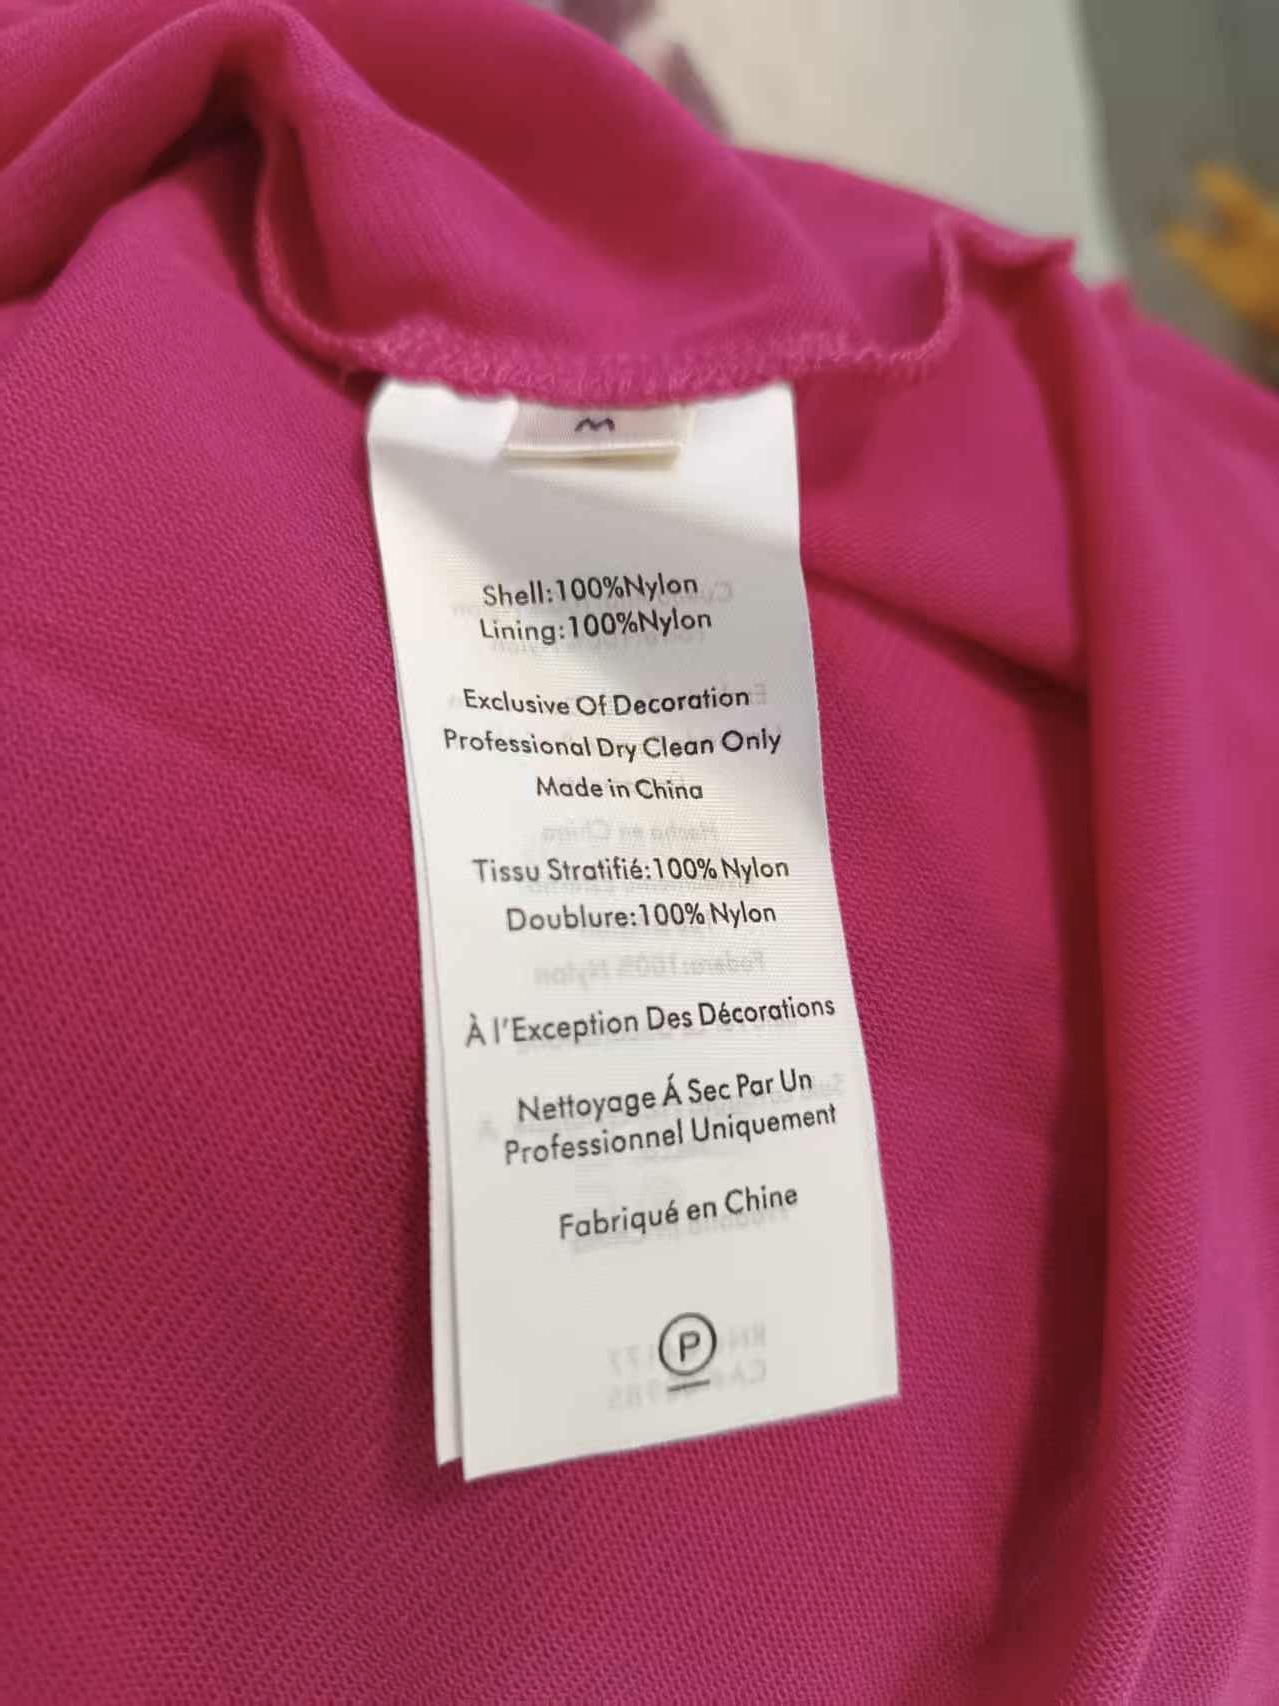 M
Shell:100%Nylon
Lining:100%Nylon
Exclusive Of Decoration
Professional Dry Clean Only
Made in China
Tissu Stratifié:100% Nylon
Doublure:100% Nylon
À l'Exception Des Décorations
Nettoyage Á Sec Par Un
Professionnel Uniquement
Fabriqué en Chine
P